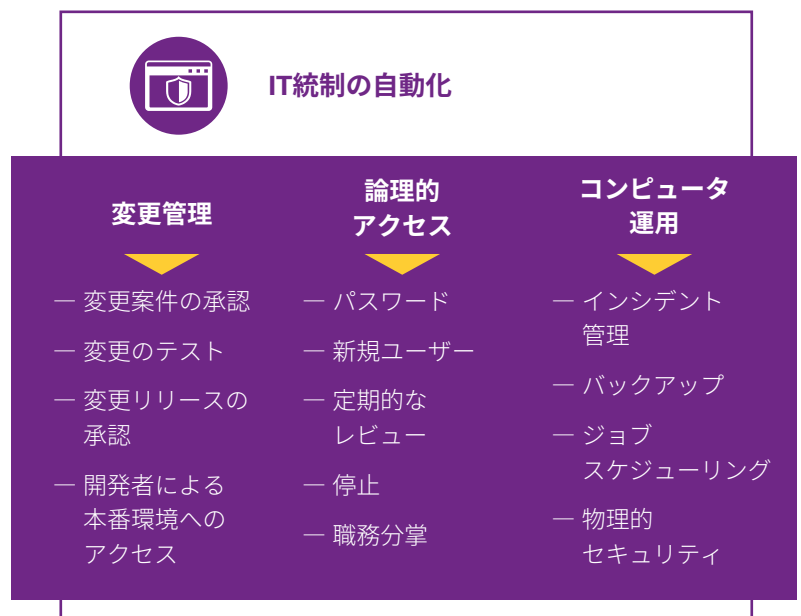 IT統制の自動化
変更管理
— 変更案件の承認
— 変更のテスト
— 変更リリースの
承認
— 開発者による
本番環境への
アクセス
論理的
アクセス
— パスワード
— 新規ユーザー
— 定期的な
レビュー
— 停止
— 職務分掌
コンピュータ
運用
— インシデント
管理
— バックアップ
— ジョブ
スケジューリング
— 物理的
セキュリティ